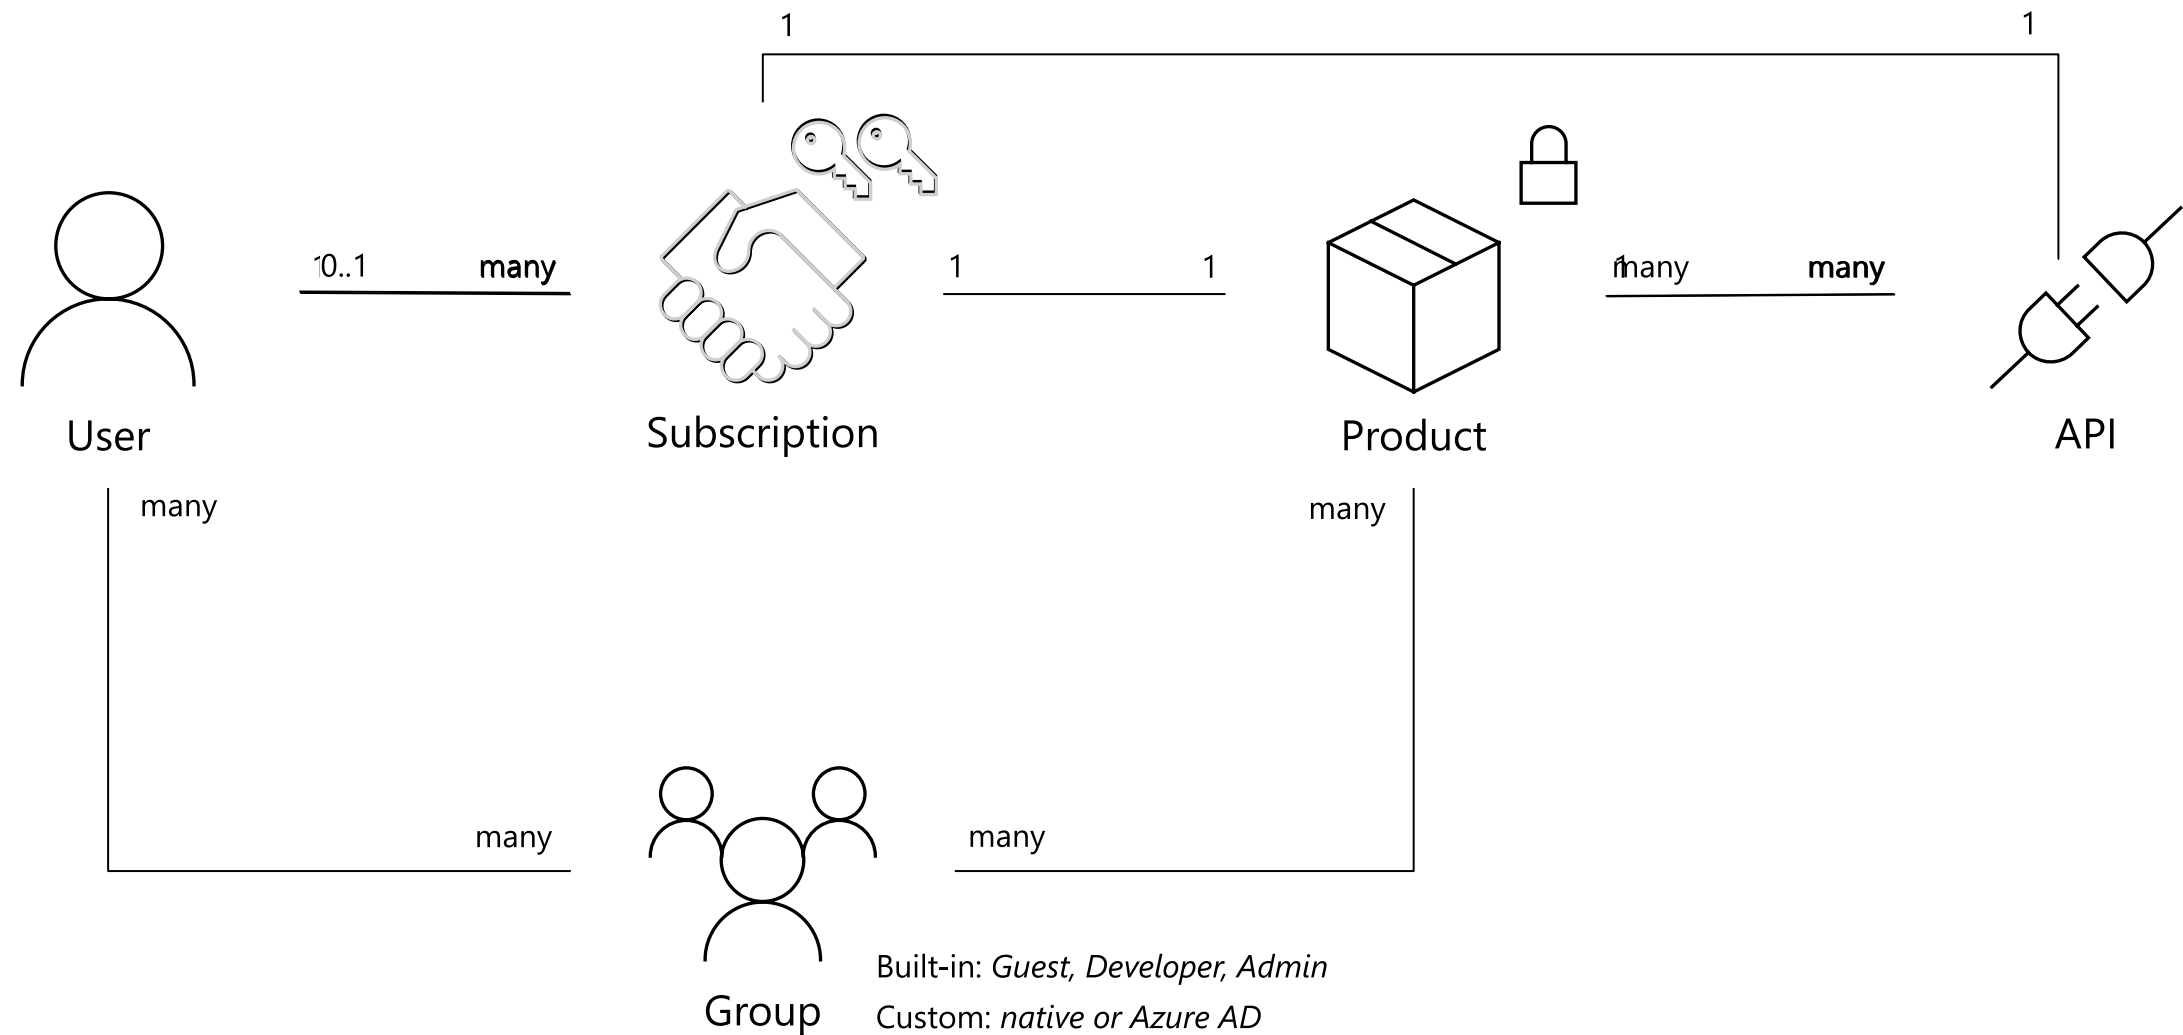 1 1
0..1 many 1 1 many many
User Subscription Product API
many many
many many
Built-in: Guest, Developer, Admin
Group Custom: native or Azure AD